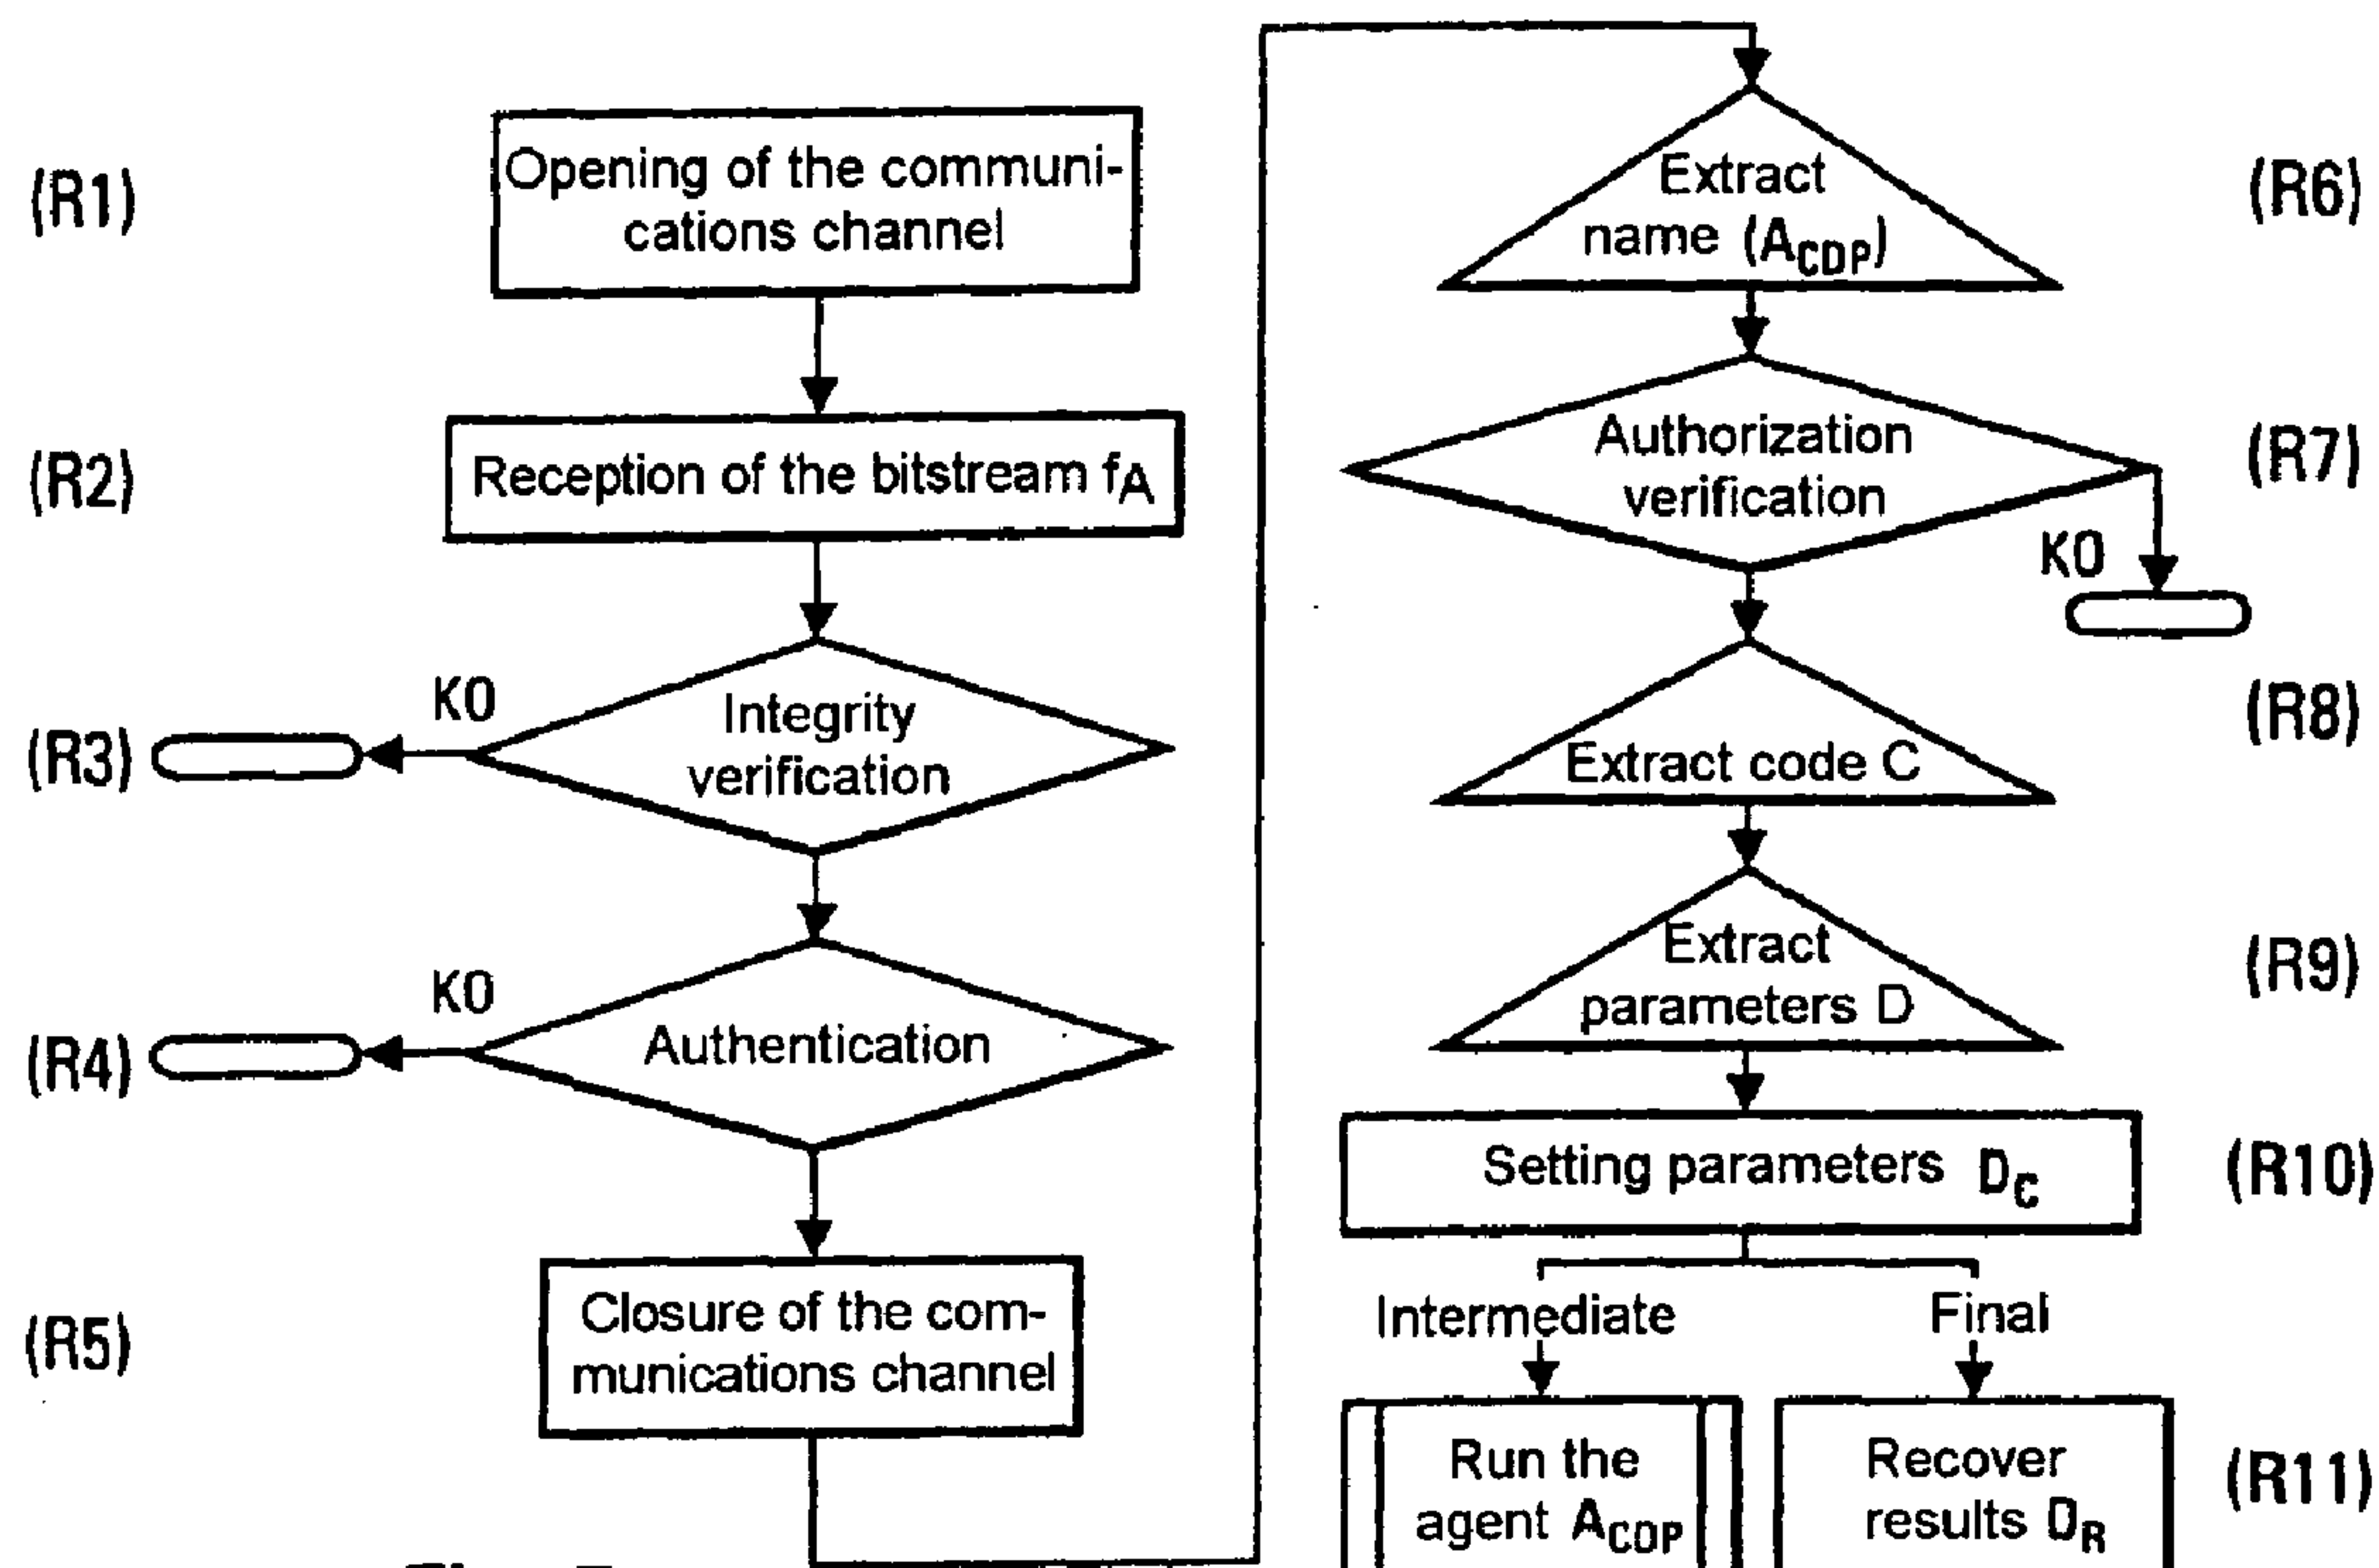 (R1)
Opening of the communi-
cations channel
(R2)
Reception of the bitstream fA
(R3)
KO
Integrity
verification
(R4)
KO
Authentication
(R5)
Closure of the com-
munications channel
Extract
name (ACDP)
(R6)
Authorization
verification
(R7)
KO
Extract code C
(R8)
Extract
parameters D
(R9)
Setting parameters DC
(R10)
Intermediate
Final
Run the
agent ACOP
Recover
results DR
(R11)